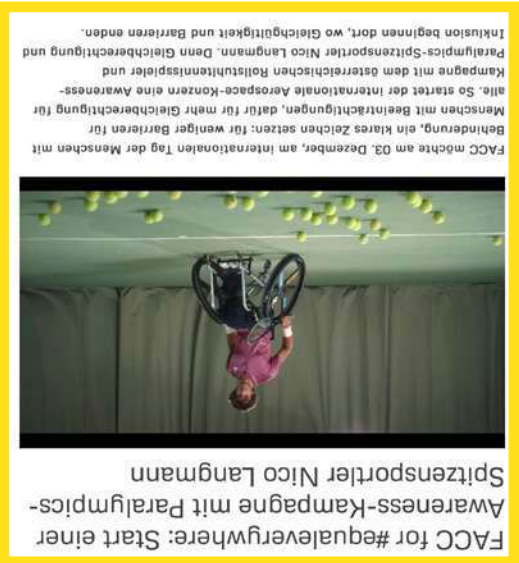 FACC for #equaleverywhere: Start einer
Awareness-Kampagne mit Paralympics-
Spitzensportler Nico Langmann
FACC möchte am 03. Dezember, am internationalen Tag der Menschen mit
Behinderung, ein klares Zeichen setzen: für weniger Barrieren für
Menschen mit Beeinträchtigungen, dafür für mehr Gleichberechtigung für
alle. So startet der internationale Aerospace-Konzern eine Awareness-
Kampagne mit dem österreichischen Rollstuhltennisspieler und
Paralympics-Spitzensportler Nico Langmann. Denn Gleichberechtigung und
Inklusion beginnen dort, wo Gleichgültigkeit und Barrieren enden.